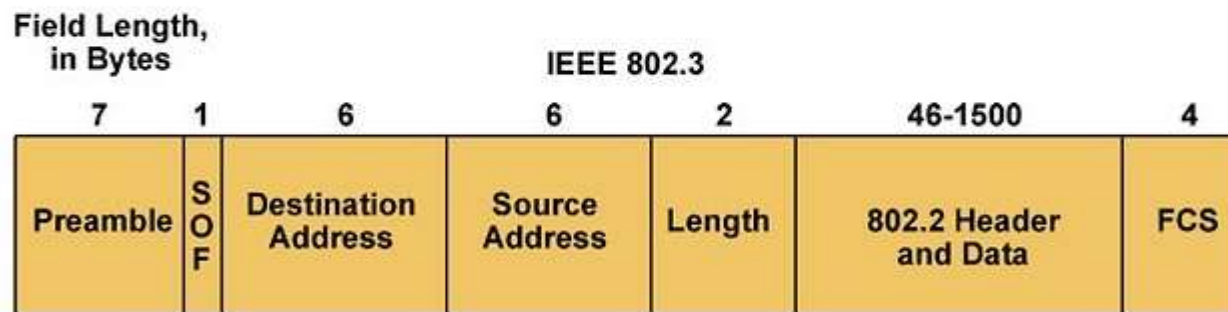 Field Length,
in Bytes
IEEE 802.3
7 1 6 6 2 46-1500 4
Preamble
S
O
F
Destination
Address
Source
Address
Length
802.2 Header
and Data
FCS